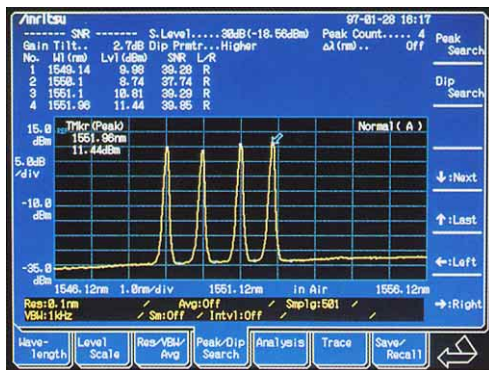 Anritsu 97-01-28 16:17
------- SNR ------- S.Level.....30dB(-18.56dBm) Peak Count..... 4
Gain Tilt.. 2.7dB Dip Prmtr...Higher Δλ(nm).. Off
No. Wl(nm) Lvl(dBm) SNR L/R
1 1549.14 9.98 39.28 R
2 1550.1 8.74 37.74 R
3 1551.1 10.81 39.29 R
4 1551.96 11.44 39.85 R
Peak Search
Dip Search
↓:Next
↑:Last
←:Left
→:Right
15.0 dBm
TMkr(Peak)
1551.96nm
11.44dBm
Normal( A )
5.0dB /div
-10.0 dBm
-35.0 dBm
1546.12nm 1.0nm/div 1551.12nm in Air 1556.12nm
Res:0.1nm / Avg:Off / Smplg:501 /
VBW:1kHz / Sm:Off / Intvl:Off /
Wave-length
Level Scale
Res/VBW/ Avg
Peak/Dip Search
Analysis
Trace
Save/ Recall